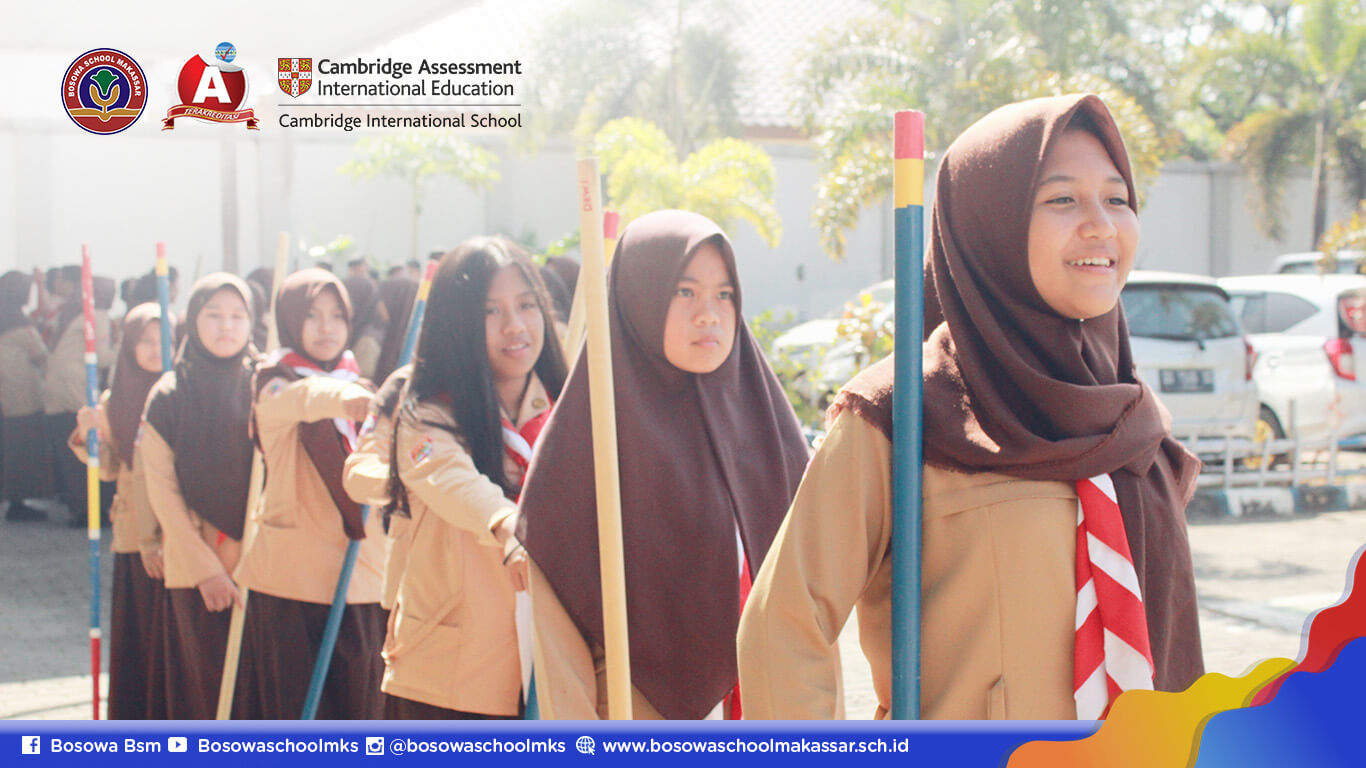 BOSOWA SCHOOL MAKASSAR
A
TERAKREDITASI
Cambridge Assessment
International Education
Cambridge International School
DEWI
Bosowa Bsm Bosowaschoolmks @bosowaschoolmks www.bosowaschoolmakassar.sch.id